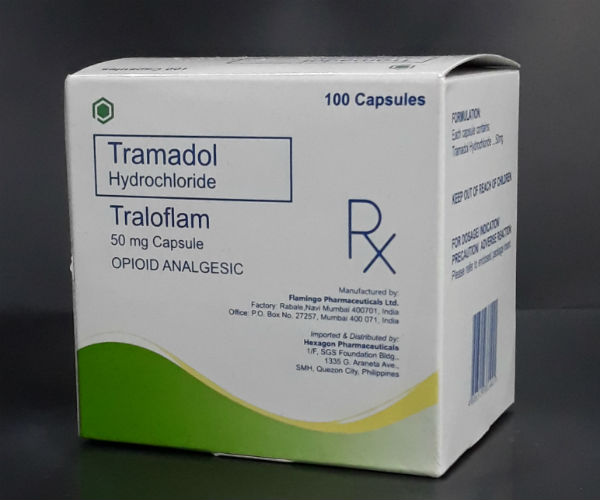 100 Capsules
100 Capsules
Tramadol
Hydrochloride
Traloflam
50 mg Capsule
OPIOID ANALGESIC
Rx
Manufactured by:
Flamingo Pharmaceuticals Ltd.
Factory: Rabale,Navi Mumbai 400701, India
Office: P.O. Box No. 27257, Mumbai 400 071, India
Imported & Distributed by:
Hexagon Pharmaceuticals
1/F, SGS Foundation Bldg.,
1335 G. Araneta Ave.,
SMH, Quezon City, Philippines
FORMULATION:
Each capsule contains:
Tramadol Hydrochloride ...50mg
KEEP OUT OF REACH OF CHILDREN
FOR DOSAGE/ INDICATION/
PRECAUTION/ ADVERSE REACTION
Please refer to enclosed package insert.